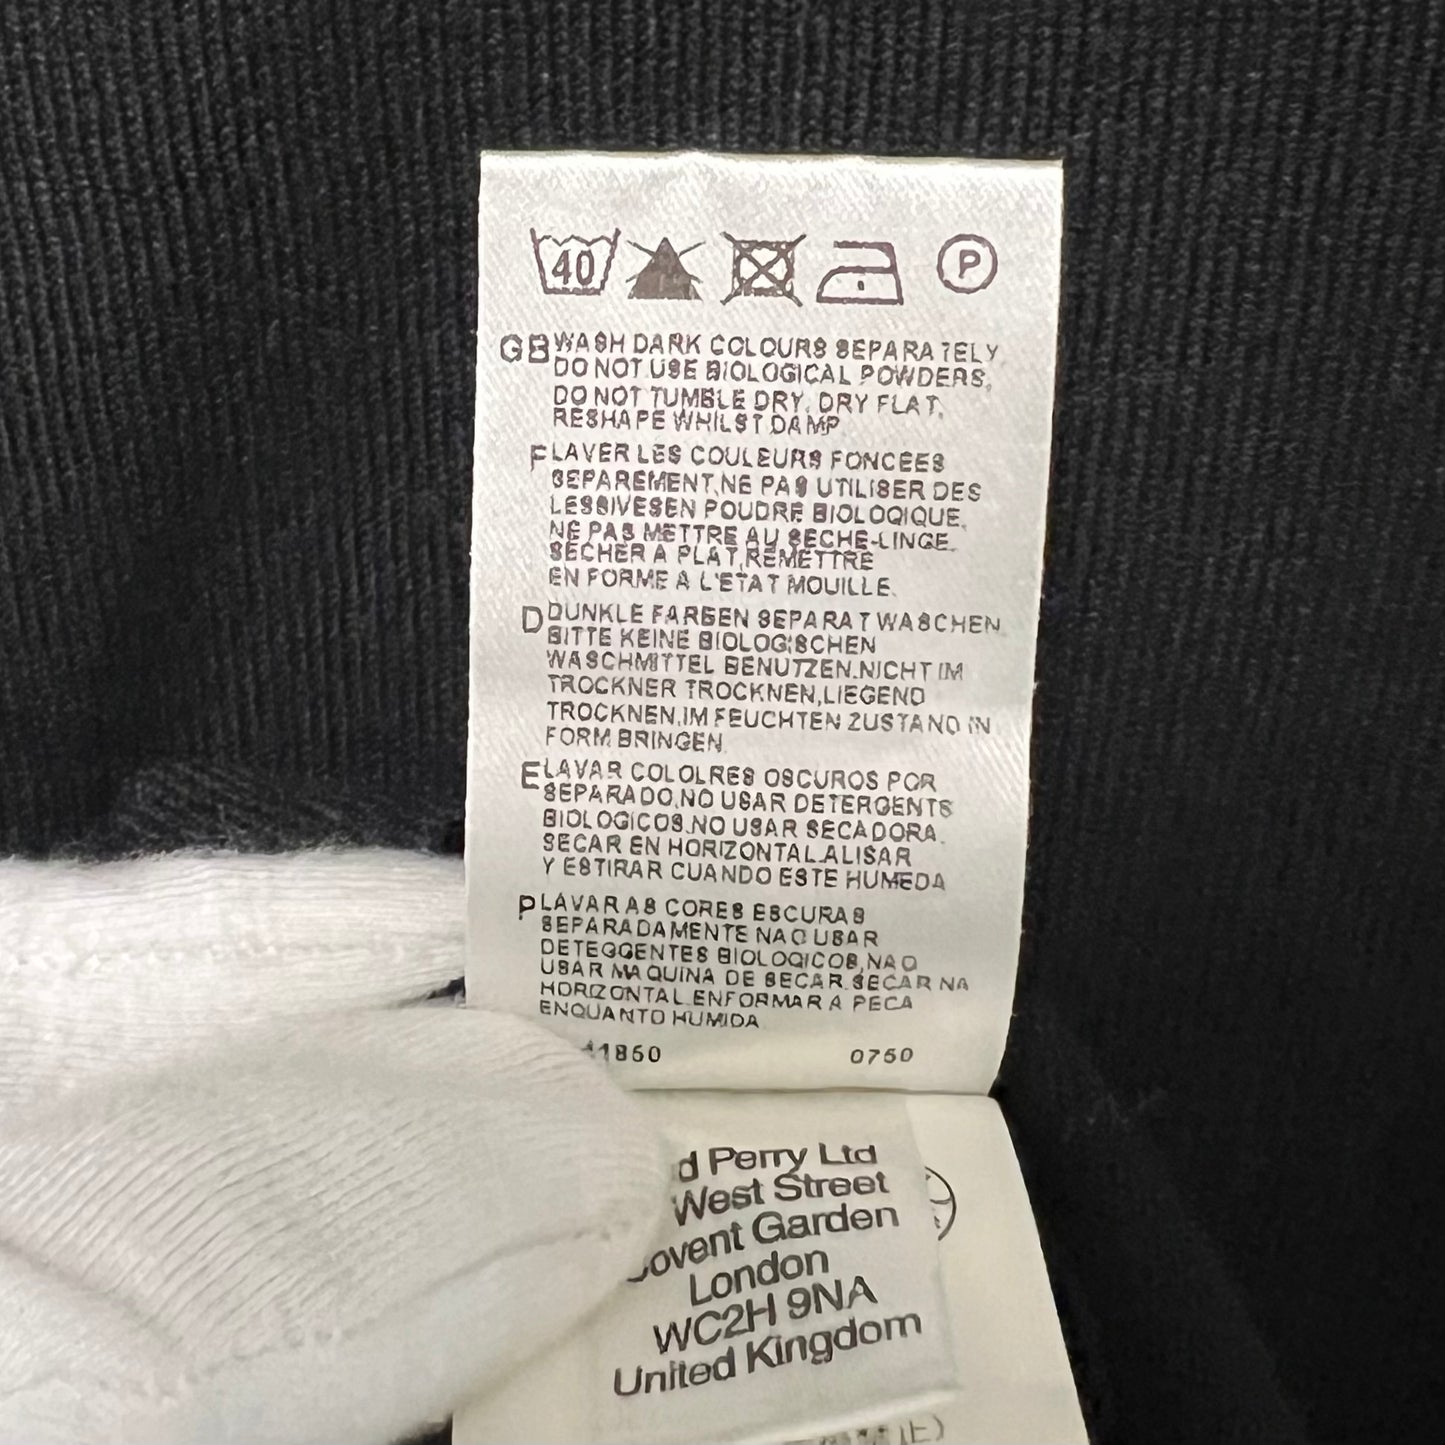 40
P
GB WASH DARK COLOURS SEPARATELY
DO NOT USE BIOLOGICAL POWDERS,
DO NOT TUMBLE DRY, DRY FLAT,
RESHAPE WHILST DAMP
F LAVER LES COULEURS FONCEES
SEPAREMENT,NE PAS UTILISER DES
LESSIVESEN POUDRE BIOLOQIQUE,
NE PAS METTRE AU SECHE-LINGE.
SECHER A PLAT,REMETTRE
EN FORME A L'ETAT MOUILLE.
D DUNKLE FARBEN SEPARAT WASCHEN
BITTE KEINE BIOLOGISCHEN
WASCHMITTEL BENUTZEN.NICHT IM
TROCKNER TROCKNEN,LIEGEND
TROCKNEN,IM FEUCHTEN ZUSTAND IN
FORM BRINGEN.
E LAVAR COLOLRES OSCUROS POR
SEPARADO,NO USAR DETERGENTS
BIOLOGICOS.NO USAR SECADORA.
SECAR EN HORIZONTAL.ALISAR
Y ESTIRAR CUANDO ESTE HUMEDA
P LAVAR AS CORES ESCURAS
SEPARADAMENTE NAO USAR
DETEGGENTES BIOLOQICOS,NAO
USAR MAQUINA DE SECAR.SECAR NA
HORIZONTAL.ENFORMAR A PECA
ENQUANTO HUMIDA
11850 0750
d Perry Ltd
West Street
ovent Garden
London
WC2H 9NA
United Kingdom